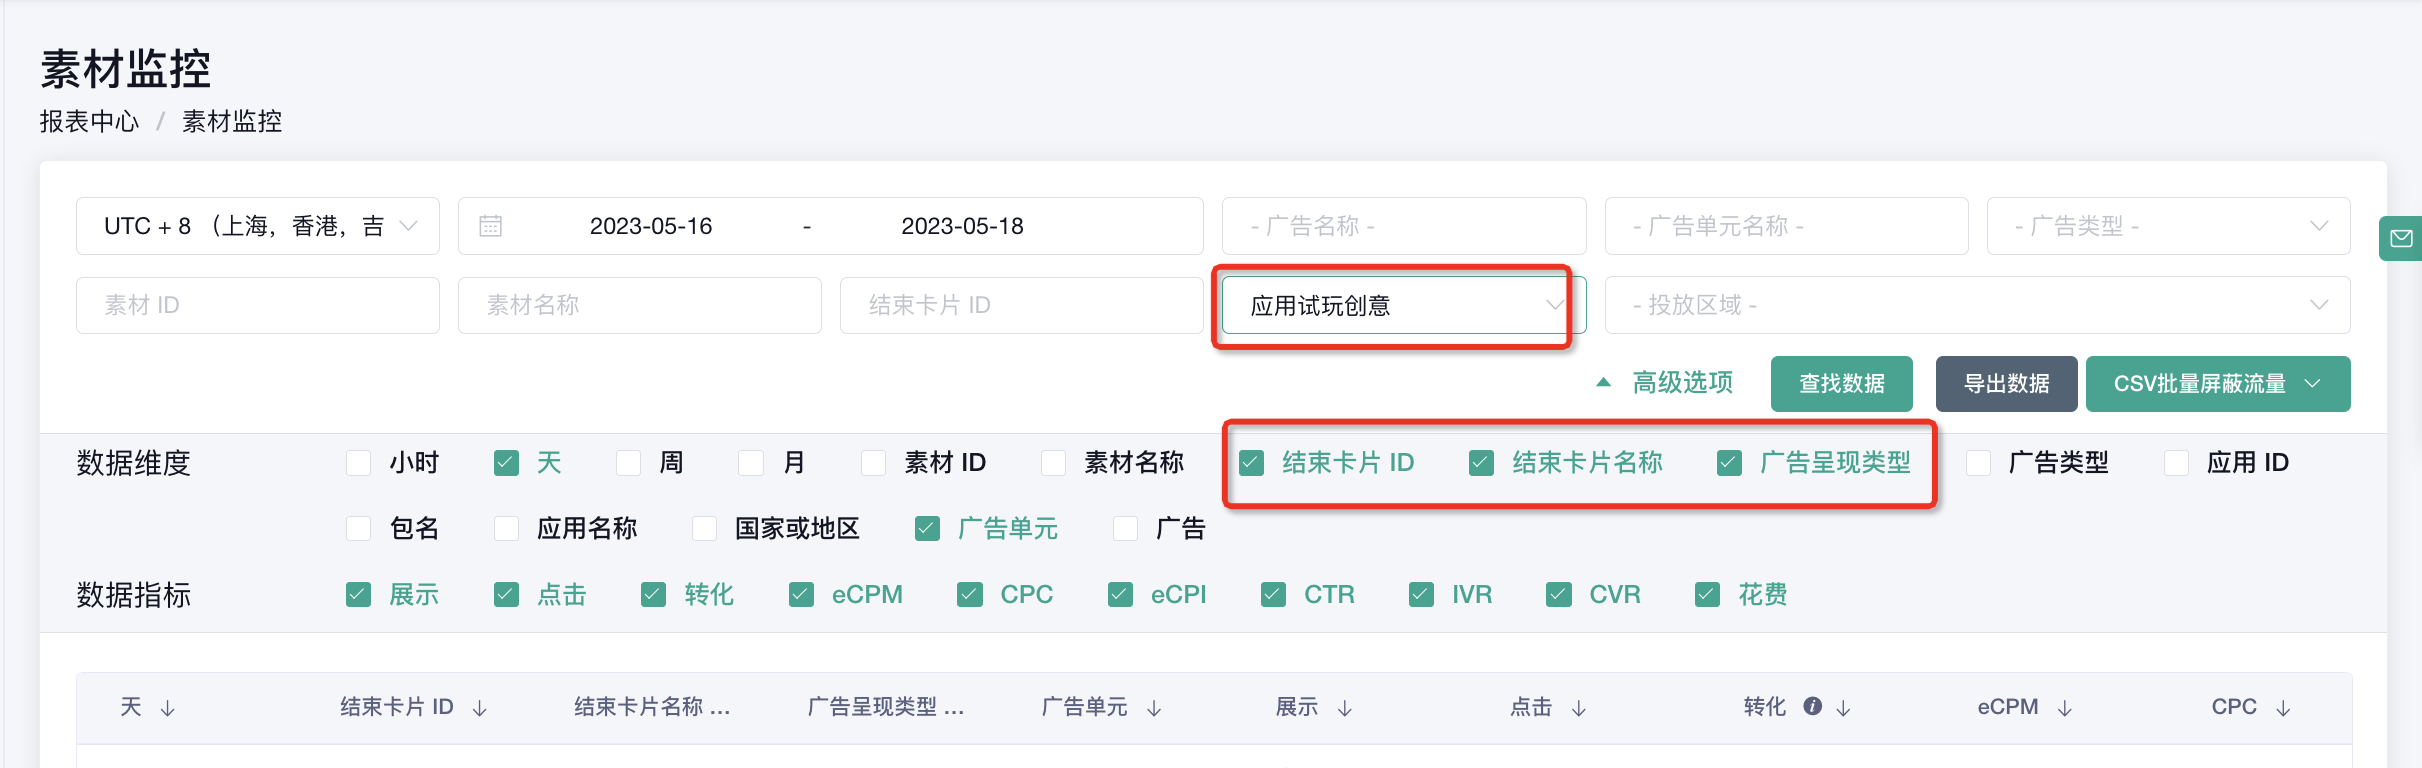 素材监控
报表中心 / 素材监控
UTC + 8 （上海，香港，吉 2023-05-16 - 2023-05-18 - 广告名称 - - 广告单元名称 - - 广告类型 -
素材 ID 素材名称 结束卡片 ID 应用试玩创意 - 投放区域 -
高级选项 查找数据 导出数据 CSV批量屏蔽流量
数据维度 小时 天 周 月 素材 ID 素材名称 结束卡片 ID 结束卡片名称 广告呈现类型 广告类型 应用 ID
包名 应用名称 国家或地区 广告单元 广告
数据指标 展示 点击 转化 eCPM CPC eCPI CTR IVR CVR 花费
天 ↓ 结束卡片 ID ↓ 结束卡片名称 ... 广告呈现类型 ... 广告单元 ↓ 展示 ↓ 点击 ↓ 转化 i ↓ eCPM ↓ CPC ↓